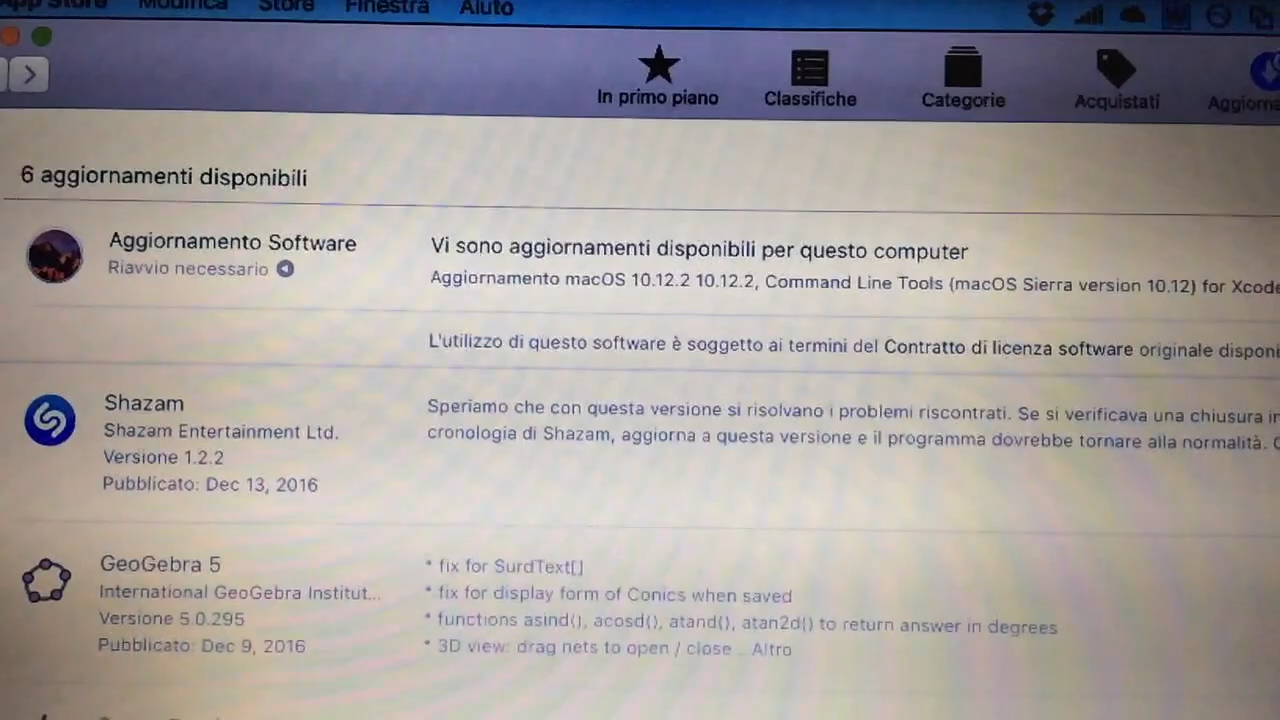 App Store Modifica Store Finestra Aiuto
In primo piano Classifiche Categorie Acquistati
6 aggiornamenti disponibili
Aggiornamento Software
Riavvio necessario
Vi sono aggiornamenti disponibili per questo computer
Aggiornamento macOS 10.12.2 10.12.2, Command Line Tools (macOS Sierra version 10.12) for Xcode
L'utilizzo di questo software è soggetto ai termini del Contratto di licenza software originale disponi
Shazam
Shazam Entertainment Ltd.
Versione 1.2.2
Pubblicato: Dec 13, 2016
Speriamo che con questa versione si risolvano i problemi riscontrati. Se si verificava una chiusura in
cronologia di Shazam, aggiorna a questa versione e il programma dovrebbe tornare alla normalità.
GeoGebra 5
International GeoGebra Institut...
Versione 5.0.295
Pubblicato: Dec 9, 2016
* fix for SurdText[]
* fix for display form of Conics when saved
* functions asind(), acosd(), atand(), atan2d() to return answer in degrees
* 3D view: drag nets to open / close ... Altro